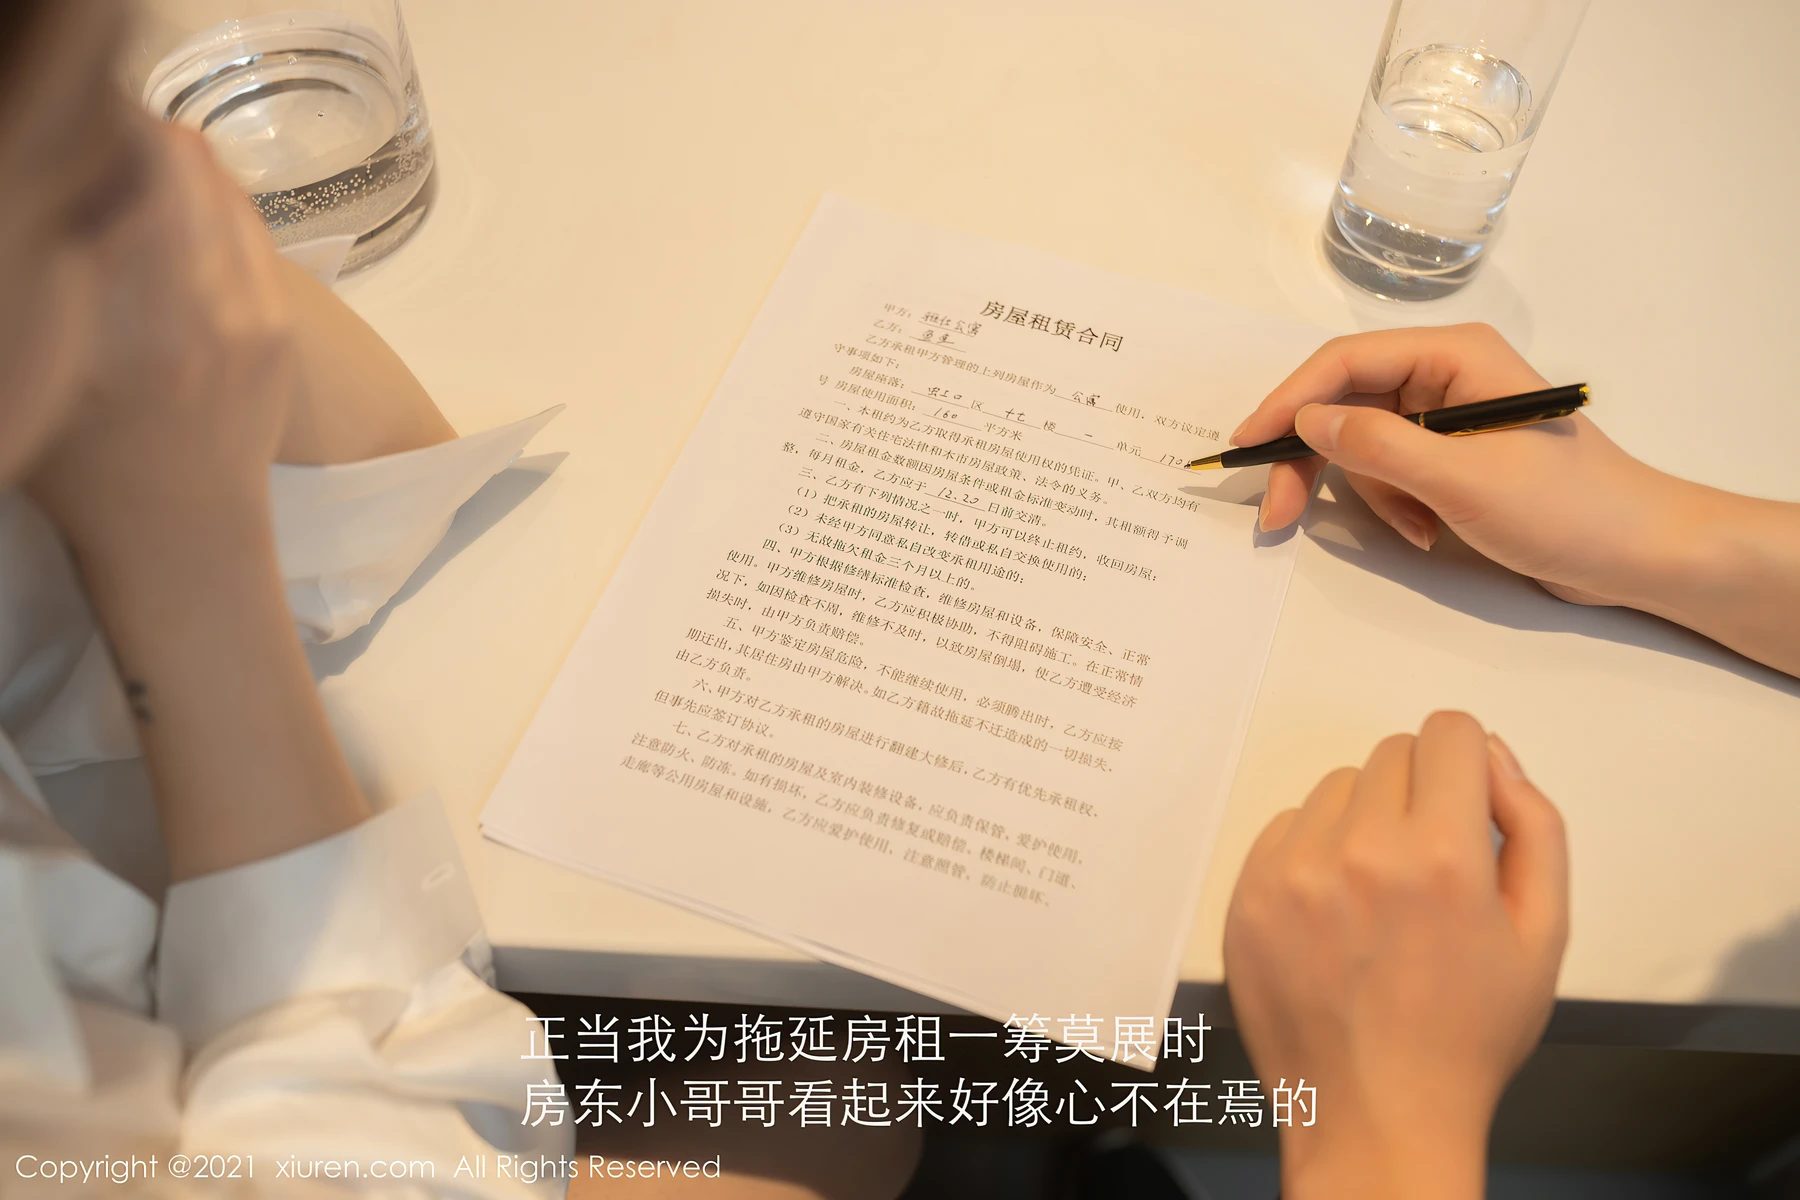 房屋租赁合同
甲方：雅仕公寓
乙方：鱼多
乙方承租甲方管理的上列房屋作为 公寓 使用，双方议定遵
守事项如下：
房屋座落： 区 十七 楼 一 单元 170
号 房屋使用面积： 160 平方米
一、本租约为乙方取得承租房屋使用权的凭证。甲、乙双方均有
遵守国家有关住宅法律和本市房屋政策、法令的义务。
二、房屋租金数额因房屋条件或租金标准变动时，其租额得予调
整，每月租金，乙方应于 12.20 日前交清。
三、乙方有下列情况之一时，甲方可以终止租约，收回房屋：
（1）把承租的房屋转让，转借或私自交换使用的；
（2）未经甲方同意私自改变承租用途的；
（3）无故拖欠租金三个月以上的。
四、甲方根据修缮标准检查，维修房屋和设备，保障安全、正常
使用。甲方维修房屋时，乙方应积极协助，不得阻碍施工。在正常情
况下，如因检查不周，维修不及时，以致房屋倒塌，使乙方遭受经济
损失时，由甲方负责赔偿。
五、甲方鉴定房屋危险，不能继续使用，必须腾出时，乙方应按
期迁出，其居住房由甲方解决。如乙方籍故拖延不迁造成的一切损失，
由乙方负责。
六、甲方对乙方承租的房屋进行翻建大修后，乙方有优先承租权，
但事先应签订协议。
七、乙方对承租的房屋及室内装修设备，应负责保管，爱护使用，
注意防火、防冻。如有损坏，乙方应负责修复或赔偿。楼梯间、门道、
走廊等公用房屋和设施，乙方应爱护使用，注意照管，防止损坏。
正当我为拖延房租一筹莫展时
房东小哥哥看起来好像心不在焉的
Copyright @2021 xiuren.com All Rights Reserved